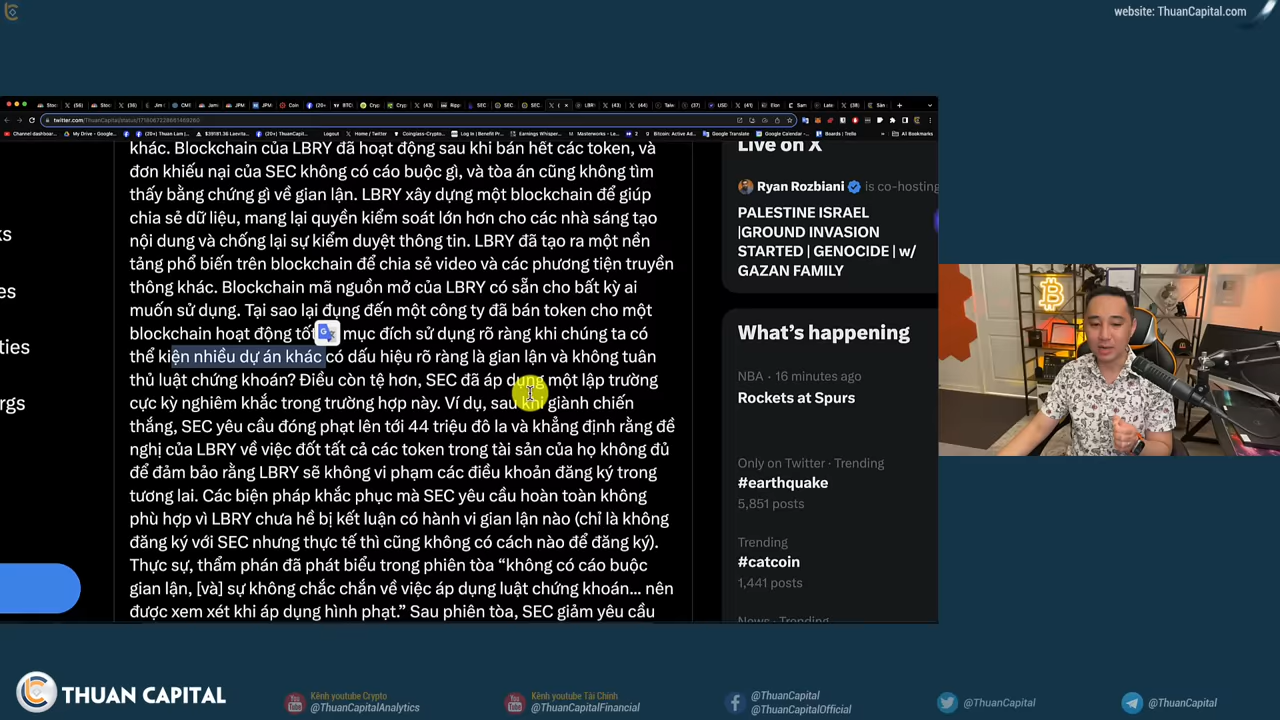 website: ThuanCapital.com
twitter.com/ThuanCapital/status/1718067228661469260
khác. Blockchain của LBRY đã hoạt động sau khi bán hết các token, và
đơn khiếu nại của SEC không có cáo buộc gì, và tòa án cũng không tìm
thấy bằng chứng gì về gian lận. LBRY xây dựng một blockchain để giúp
chia sẻ dữ liệu, mang lại quyền kiểm soát lớn hơn cho các nhà sáng tạo
nội dung và chống lại sự kiểm duyệt thông tin. LBRY đã tạo ra một nền
tảng phổ biến trên blockchain để chia sẻ video và các phương tiện truyền
thông khác. Blockchain mã nguồn mở của LBRY có sẵn cho bất kỳ ai
muốn sử dụng. Tại sao lại đụng đến một công ty đã bán token cho một
blockchain hoạt động tốt mục đích sử dụng rõ ràng khi chúng ta có
thể kiện nhiều dự án khác có dấu hiệu rõ ràng là gian lận và không tuân
thủ luật chứng khoán? Điều còn tệ hơn, SEC đã áp dụng một lập trường
cực kỳ nghiêm khắc trong trường hợp này. Ví dụ, sau khi giành chiến
thắng, SEC yêu cầu đóng phạt lên tới 44 triệu đô la và khẳng định rằng đề
nghị của LBRY về việc đốt tất cả các token trong tài sản của họ không đủ
để đảm bảo rằng LBRY sẽ không vi phạm các điều khoản đăng ký trong
tương lai. Các biện pháp khắc phục mà SEC yêu cầu hoàn toàn không
phù hợp vì LBRY chưa hề bị kết luận có hành vi gian lận nào (chỉ là không
đăng ký với SEC nhưng thực tế thì cũng không có cách nào để đăng ký).
Thực sự, thẩm phán đã phát biểu trong phiên tòa “không có cáo buộc
gian lận, [và] sự không chắc chắn về việc áp dụng luật chứng khoán... nên
được xem xét khi áp dụng hình phạt.” Sau phiên tòa, SEC giảm yêu cầu
ks
es
ties
rgs
Live on X
Ryan Rozbiani is co-hosting
PALESTINE ISRAEL
|GROUND INVASION
STARTED | GENOCIDE | w/
GAZAN FAMILY
What’s happening
NBA · 16 minutes ago
Rockets at Spurs
Only on Twitter · Trending
#earthquake
5,851 posts
Trending
#catcoin
1,441 posts
News · Trending
THUAN CAPITAL
Kênh youtube Crypto
@ThuanCapitalAnalytics
Kênh youtube Tài Chính
@ThuanCapitalFinancial
@ThuanCapital
@ThuanCapitalOfficial
@ThuanCapital
@ThuanCapital